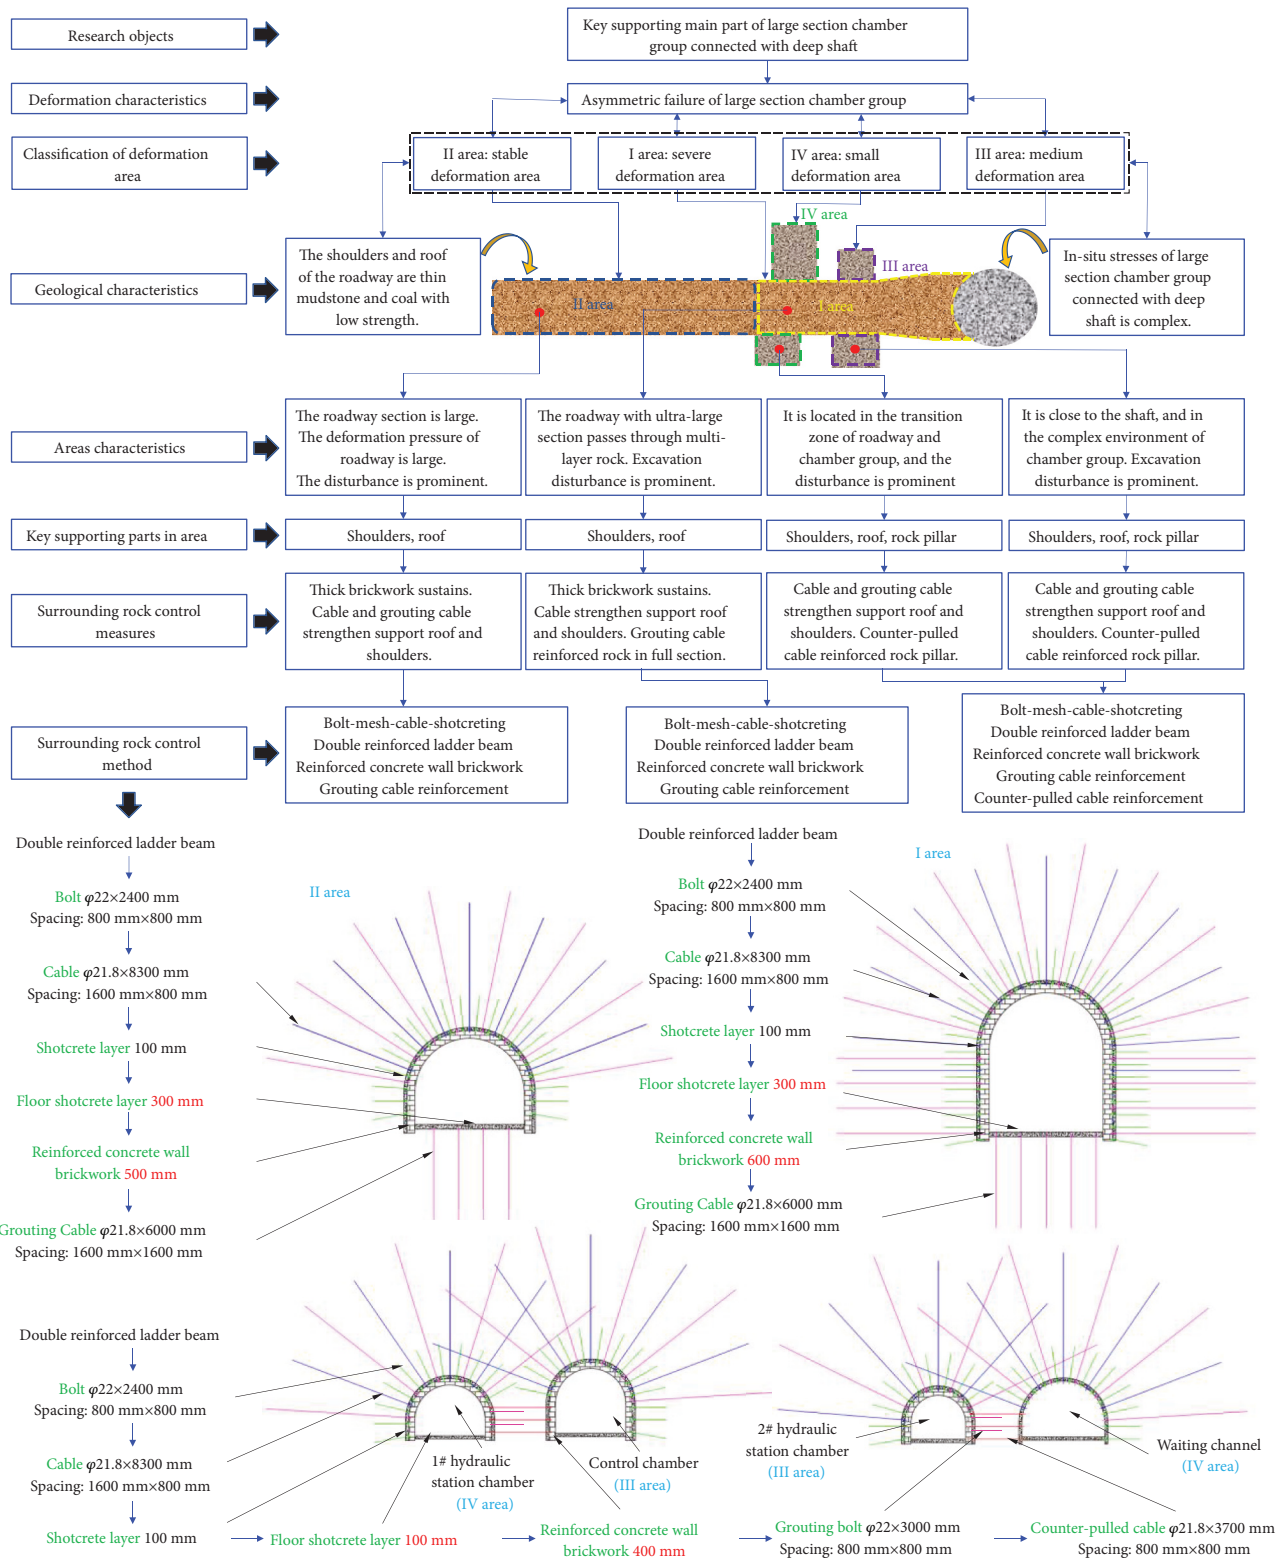 Research objects
Key supporting main part of large section chamber
group connected with deep shaft
Deformation characteristics
Asymmetric failure of large section chamber group
Classification of deformation
area
II area: stable
deformation area
I area: severe
deformation area
IV area: small
deformation area
III area: medium
deformation area
IV area
III area
II area
I area
Geological characteristics
The shoulders and roof
of the roadway are thin
mudstone and coal with
low strength.
In-situ stresses of large
section chamber group
connected with deep
shaft is complex.
Areas characteristics
The roadway section is large.
The deformation pressure of
roadway is large.
The disturbance is prominent.
The roadway with ultra-large
section passes through multi-
layer rock. Excavation
disturbance is prominent.
It is located in the transition
zone of roadway and
chamber group, and the
disturbance is prominent
It is close to the shaft, and in
the complex environment of
chamber group. Excavation
disturbance is prominent.
Key supporting parts in area
Shoulders, roof
Shoulders, roof
Shoulders, roof, rock pillar
Shoulders, roof, rock pillar
Surrounding rock control
measures
Thick brickwork sustains.
Cable and grouting cable
strengthen support roof and
shoulders.
Thick brickwork sustains.
Cable strengthen support roof
and shoulders. Grouting cable
reinforced rock in full section.
Cable and grouting cable
strengthen support roof and
shoulders. Counter-pulled
cable reinforced rock pillar.
Cable and grouting cable
strengthen support roof and
shoulders. Counter-pulled
cable reinforced rock pillar.
Surrounding rock control
method
Bolt-mesh-cable-shotcreting
Double reinforced ladder beam
Reinforced concrete wall brickwork
Grouting cable reinforcement
Bolt-mesh-cable-shotcreting
Double reinforced ladder beam
Reinforced concrete wall brickwork
Grouting cable reinforcement
Bolt-mesh-cable-shotcreting
Double reinforced ladder beam
Reinforced concrete wall brickwork
Grouting cable reinforcement
Counter-pulled cable reinforcement
Double reinforced ladder beam
Bolt φ22×2400 mm
Spacing: 800 mm×800 mm
Cable φ21.8×8300 mm
Spacing: 1600 mm×800 mm
Shotcrete layer 100 mm
Floor shotcrete layer 300 mm
Reinforced concrete wall
brickwork 500 mm
Grouting Cable φ21.8×6000 mm
Spacing: 1600 mm×1600 mm
II area
Double reinforced ladder beam
Bolt φ22×2400 mm
Spacing: 800 mm×800 mm
Cable φ21.8×8300 mm
Spacing: 1600 mm×800 mm
Shotcrete layer 100 mm
Floor shotcrete layer 300 mm
Reinforced concrete wall
brickwork 600 mm
Grouting Cable φ21.8×6000 mm
Spacing: 1600 mm×1600 mm
I area
Double reinforced ladder beam
Bolt φ22×2400 mm
Spacing: 800 mm×800 mm
Cable φ21.8×8300 mm
Spacing: 1600 mm×800 mm
Shotcrete layer 100 mm
Floor shotcrete layer 100 mm
Reinforced concrete wall
brickwork 400 mm
Grouting bolt φ22×3000 mm
Spacing: 800 mm×800 mm
Counter-pulled cable φ21.8×3700 mm
Spacing: 800 mm×800 mm
1# hydraulic
station chamber
(IV area)
Control chamber
(III area)
2# hydraulic
station chamber
(III area)
Waiting channel
(IV area)